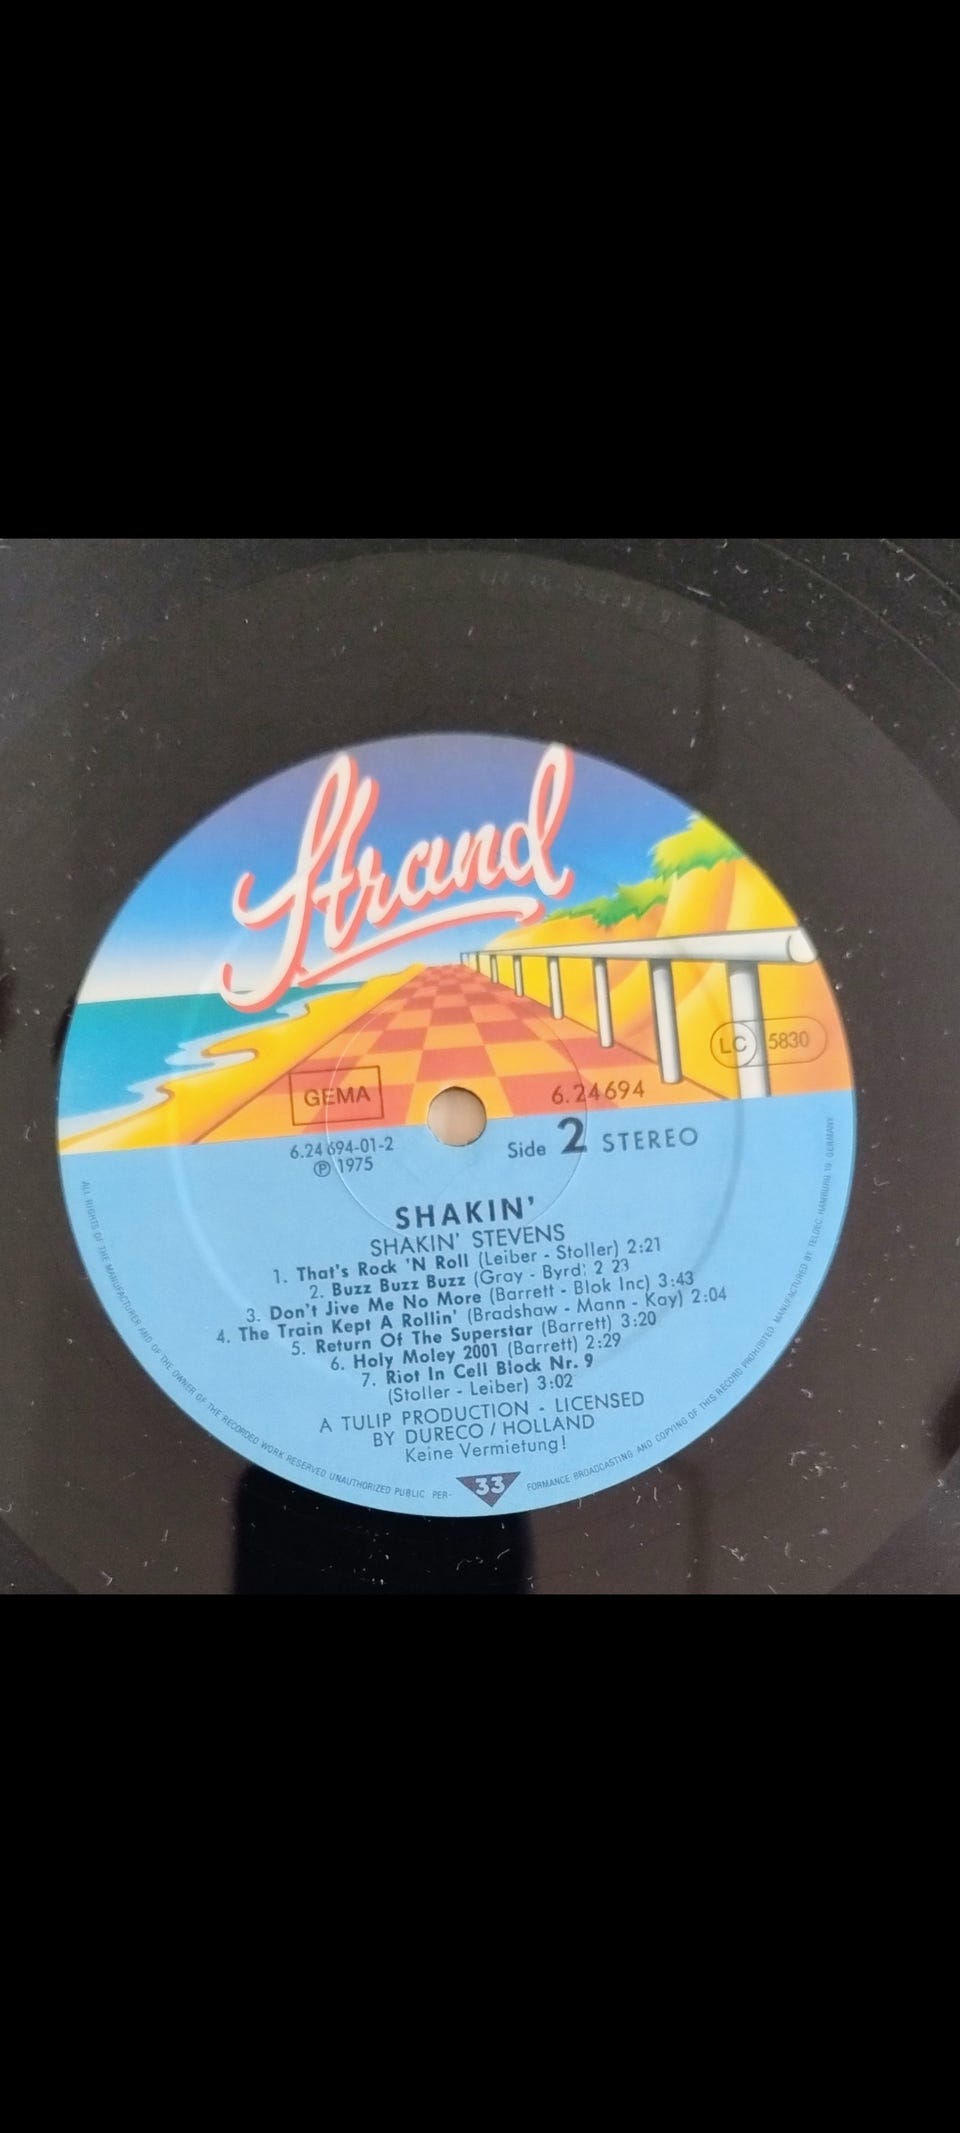 Strand
LC 5830
GEMA
6.24694
6.24694-01-2
Ⓟ 1975
Side 2 STEREO
SHAKIN'
SHAKIN' STEVENS
1. That's Rock 'N Roll (Leiber - Stoller) 2:21
2. Buzz Buzz Buzz (Gray - Byrd) 2 23
3. Don't Jive Me No More (Barrett - Blok Inc) 3:43
4. The Train Kept A Rollin' (Bradshaw - Mann - Kay) 2:04
5. Return Of The Superstar (Barrett) 3:20
6. Holy Moley 2001 (Barrett) 2:29
7. Riot In Cell Block Nr. 9
(Stoller - Leiber) 3:02
A TULIP PRODUCTION - LICENSED
BY DURECO / HOLLAND
Keine Vermietung!
33
ALL RIGHTS OF THE MANUFACTURER AND OF THE OWNER OF THE RECORDED WORK RESERVED UNAUTHORIZED PUBLIC PER-
FORMANCE BROADCASTING AND COPYING OF THIS RECORD PROHIBITED. MANUFACTURED BY TELDEC HAMBURG 19 GERMANY